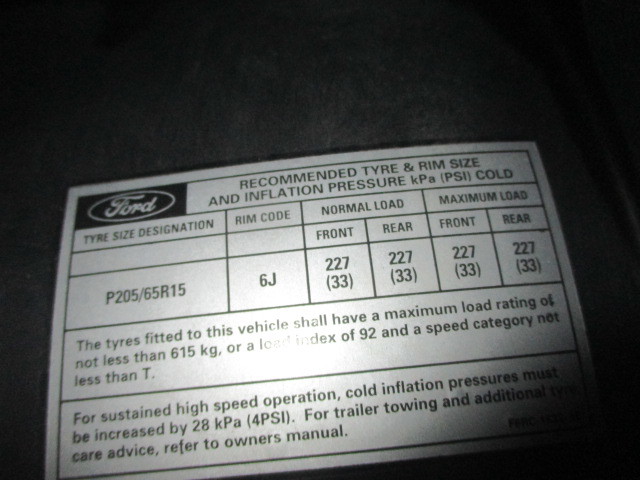 Ford
RECOMMENDED TYRE & RIM SIZE
AND INFLATION PRESSURE kPa (PSI) COLD
TYRE SIZE DESIGNATION RIM CODE NORMAL LOAD MAXIMUM LOAD
FRONT REAR FRONT REAR
P205/65R15 6J 227 (33) 227 (33) 227 (33) 227 (33)
The tyres fitted to this vehicle shall have a maximum load rating of
not less than 615 kg, or a load index of 92 and a speed category not
less than T.
For sustained high speed operation, cold inflation pressures must
be increased by 28 kPa (4PSI). For trailer towing and additional tyre
care advice, refer to owners manual.